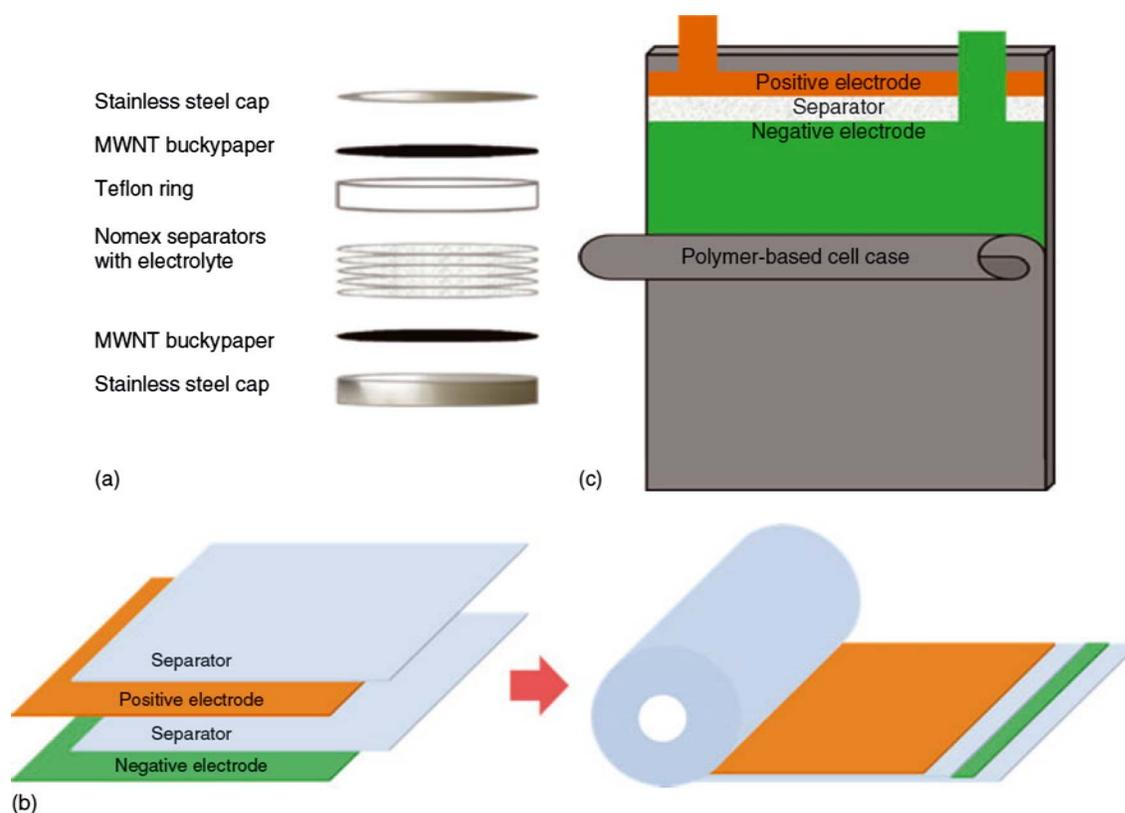 Stainless steel cap
MWNT buckypaper
Teflon ring
Nomex separators
with electrolyte
MWNT buckypaper
Stainless steel cap
(a)
Positive electrode
Separator
Negative electrode
Polymer-based cell case
(c)
Separator
Positive electrode
Separator
Negative electrode
(b)